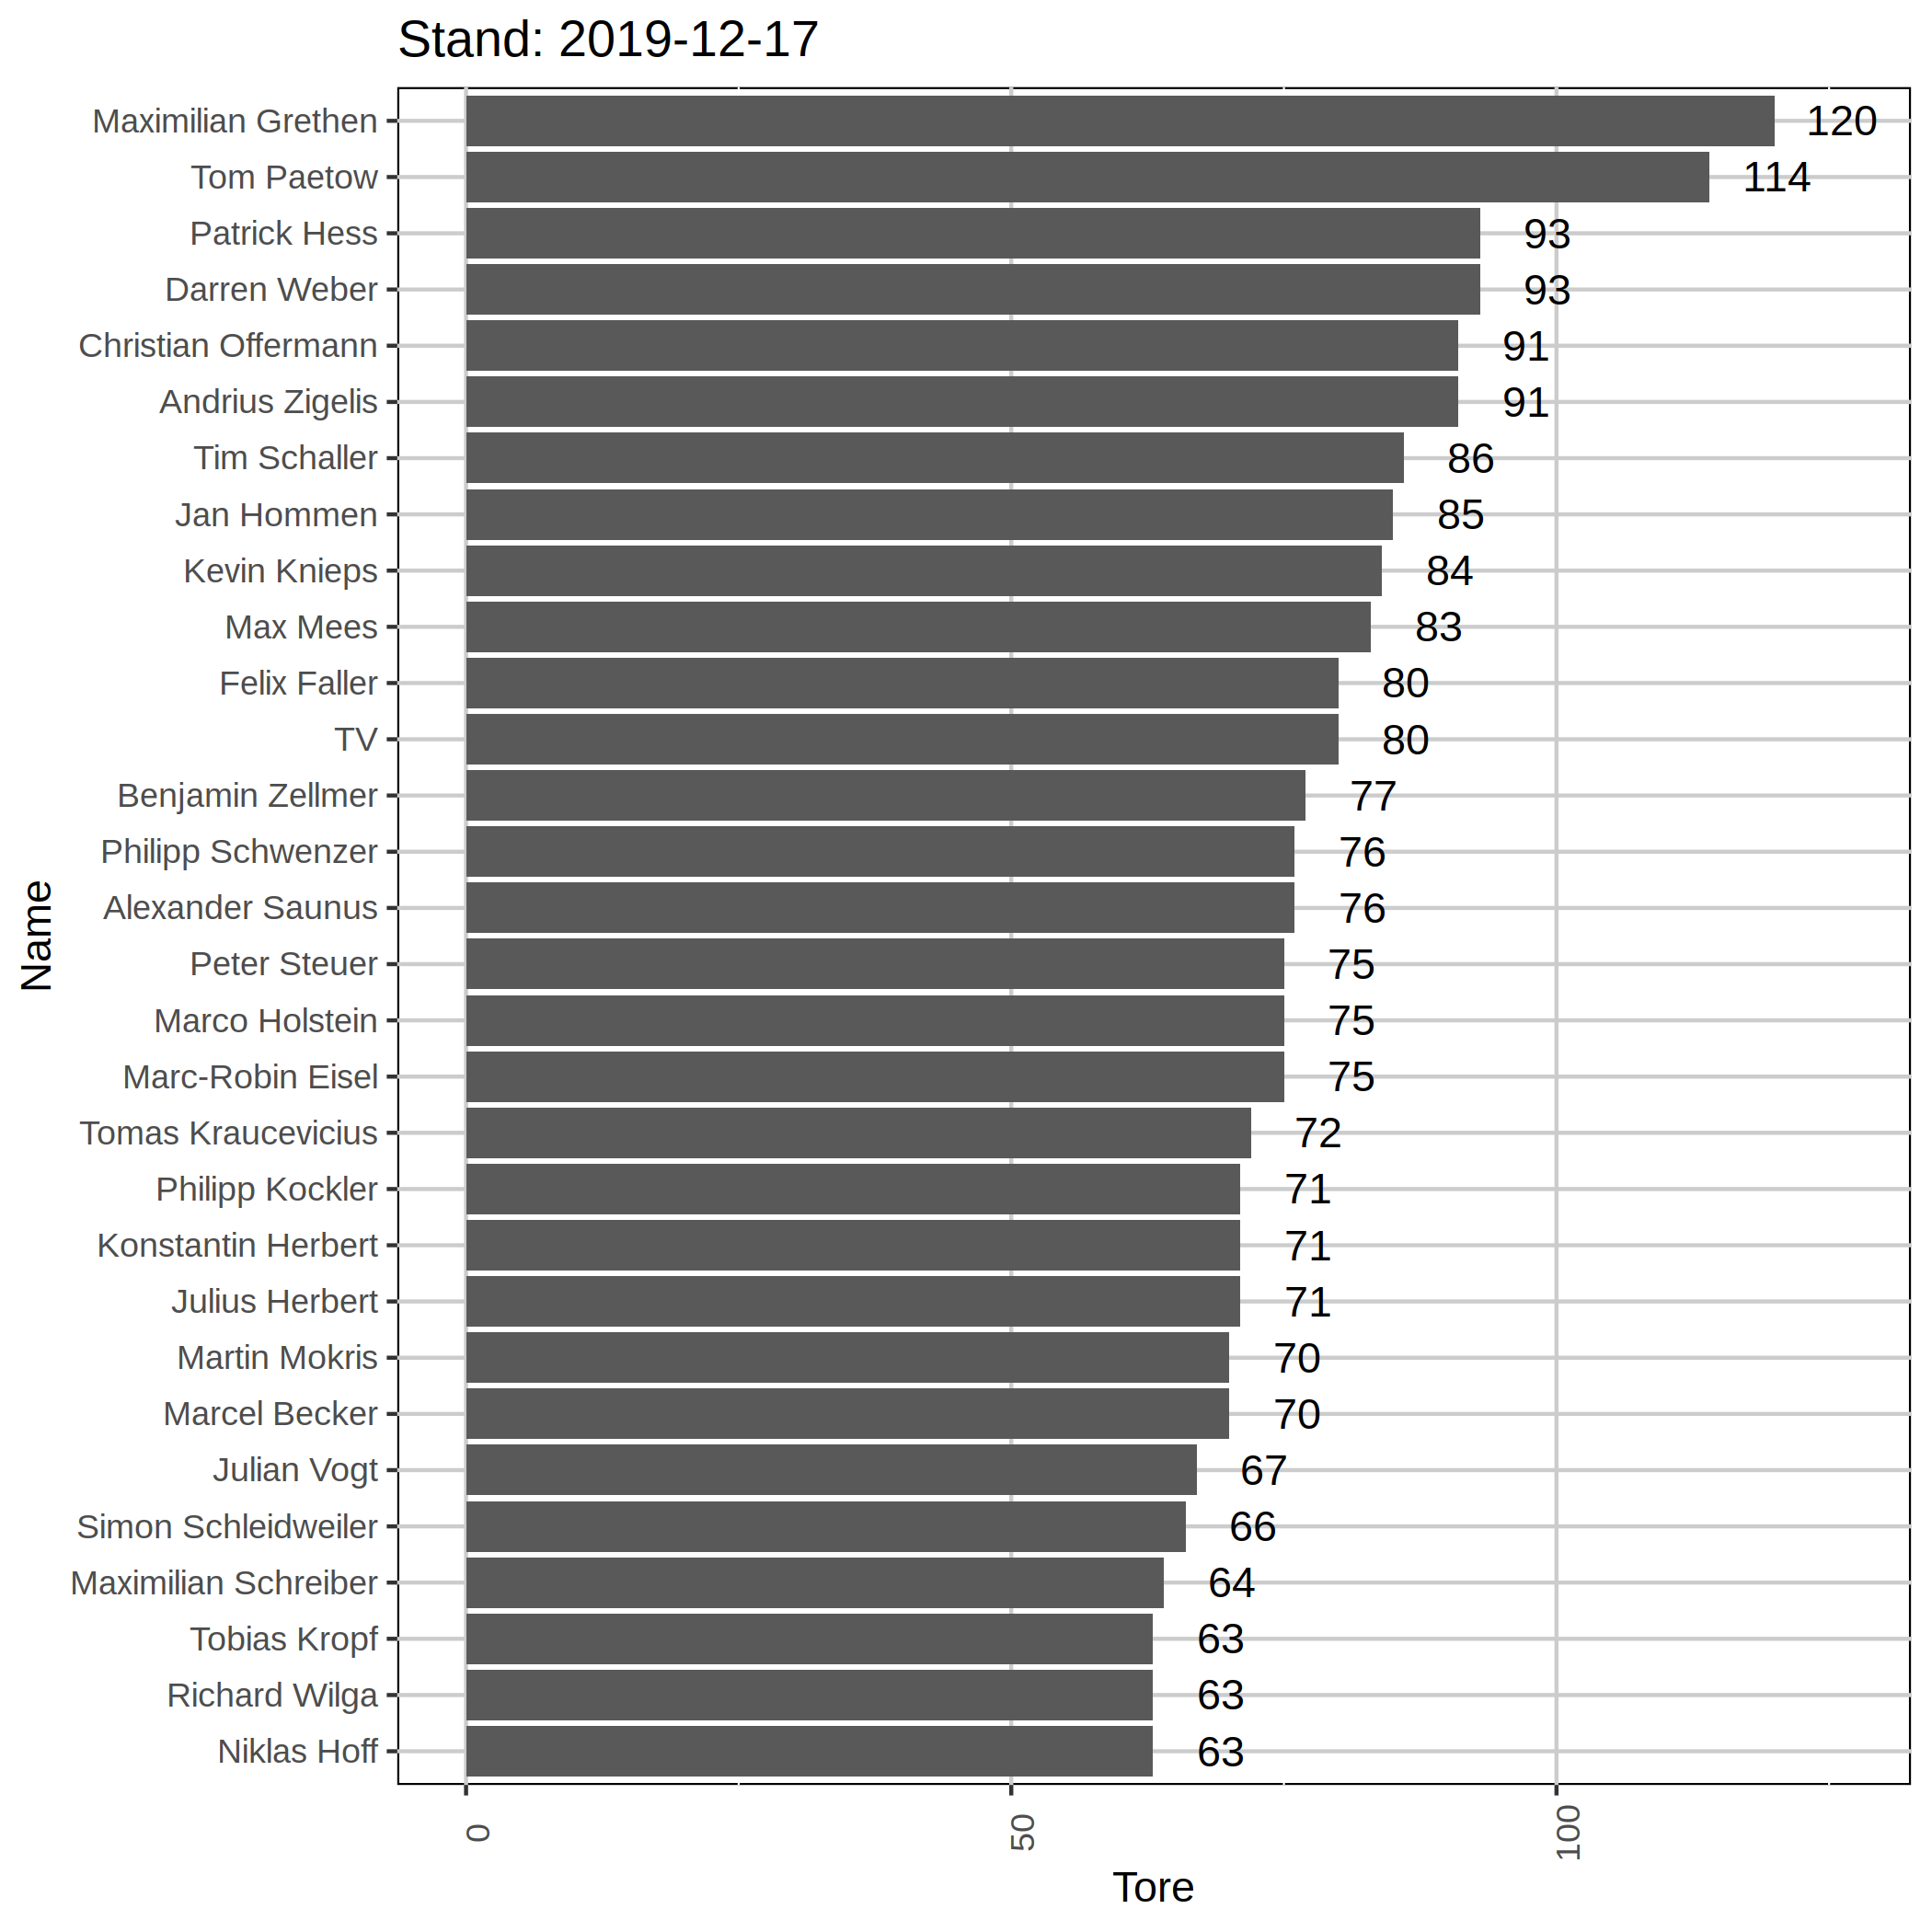 Stand: 2019-12-17
Maximilian Grethen 120
Tom Paetow 114
Patrick Hess 93
Darren Weber 93
Christian Offermann 91
Andrius Zigelis 91
Tim Schaller 86
Jan Hommen 85
Kevin Knieps 84
Max Mees 83
Felix Faller 80
TV 80
Benjamin Zellmer 77
Philipp Schwenzer 76
Alexander Saunus 76
Peter Steuer 75
Marco Holstein 75
Marc-Robin Eisel 75
Tomas Kraucevicius 72
Philipp Kockler 71
Konstantin Herbert 71
Julius Herbert 71
Martin Mokris 70
Marcel Becker 70
Julian Vogt 67
Simon Schleidweiler 66
Maximilian Schreiber 64
Tobias Kropf 63
Richard Wilga 63
Niklas Hoff 63
Name
0 50 100
Tore